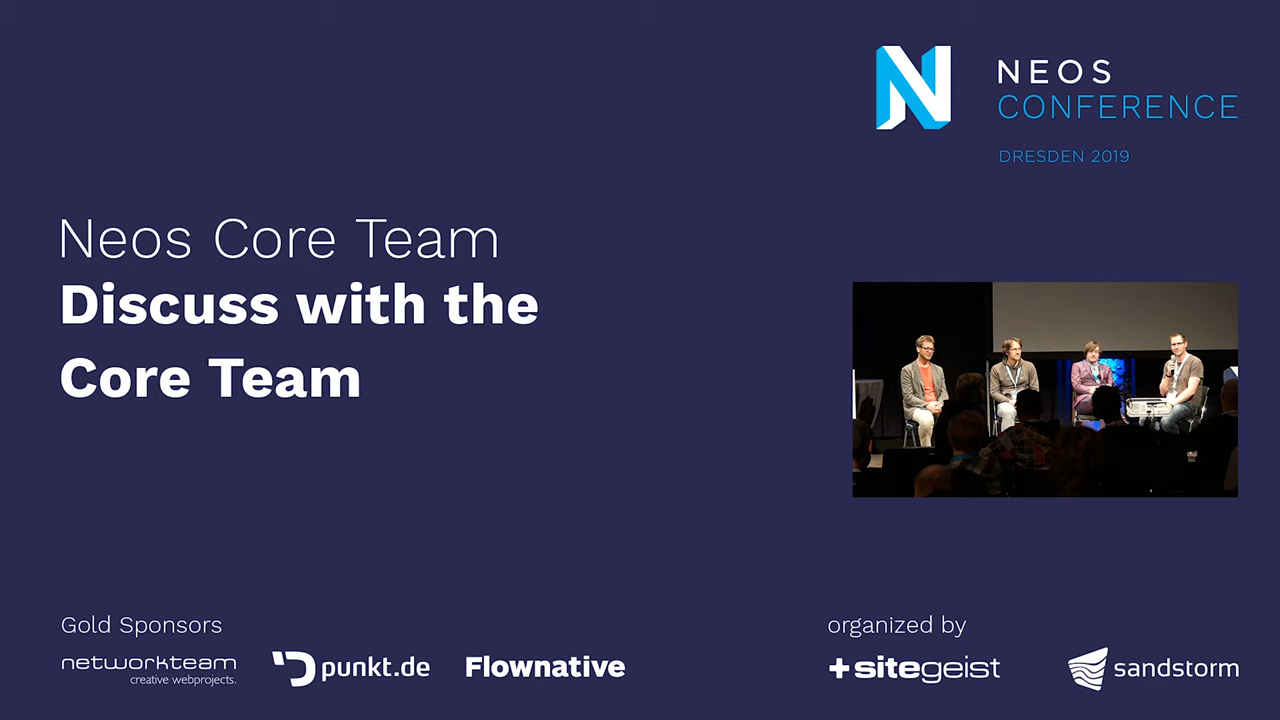 NEOS
CONFERENCE
DRESDEN 2019
Neos Core Team
Discuss with the
Core Team
Gold Sponsors
networkteam
creative webprojects.
punkt.de
Flownative
organized by
+sitegeist
sandstorm